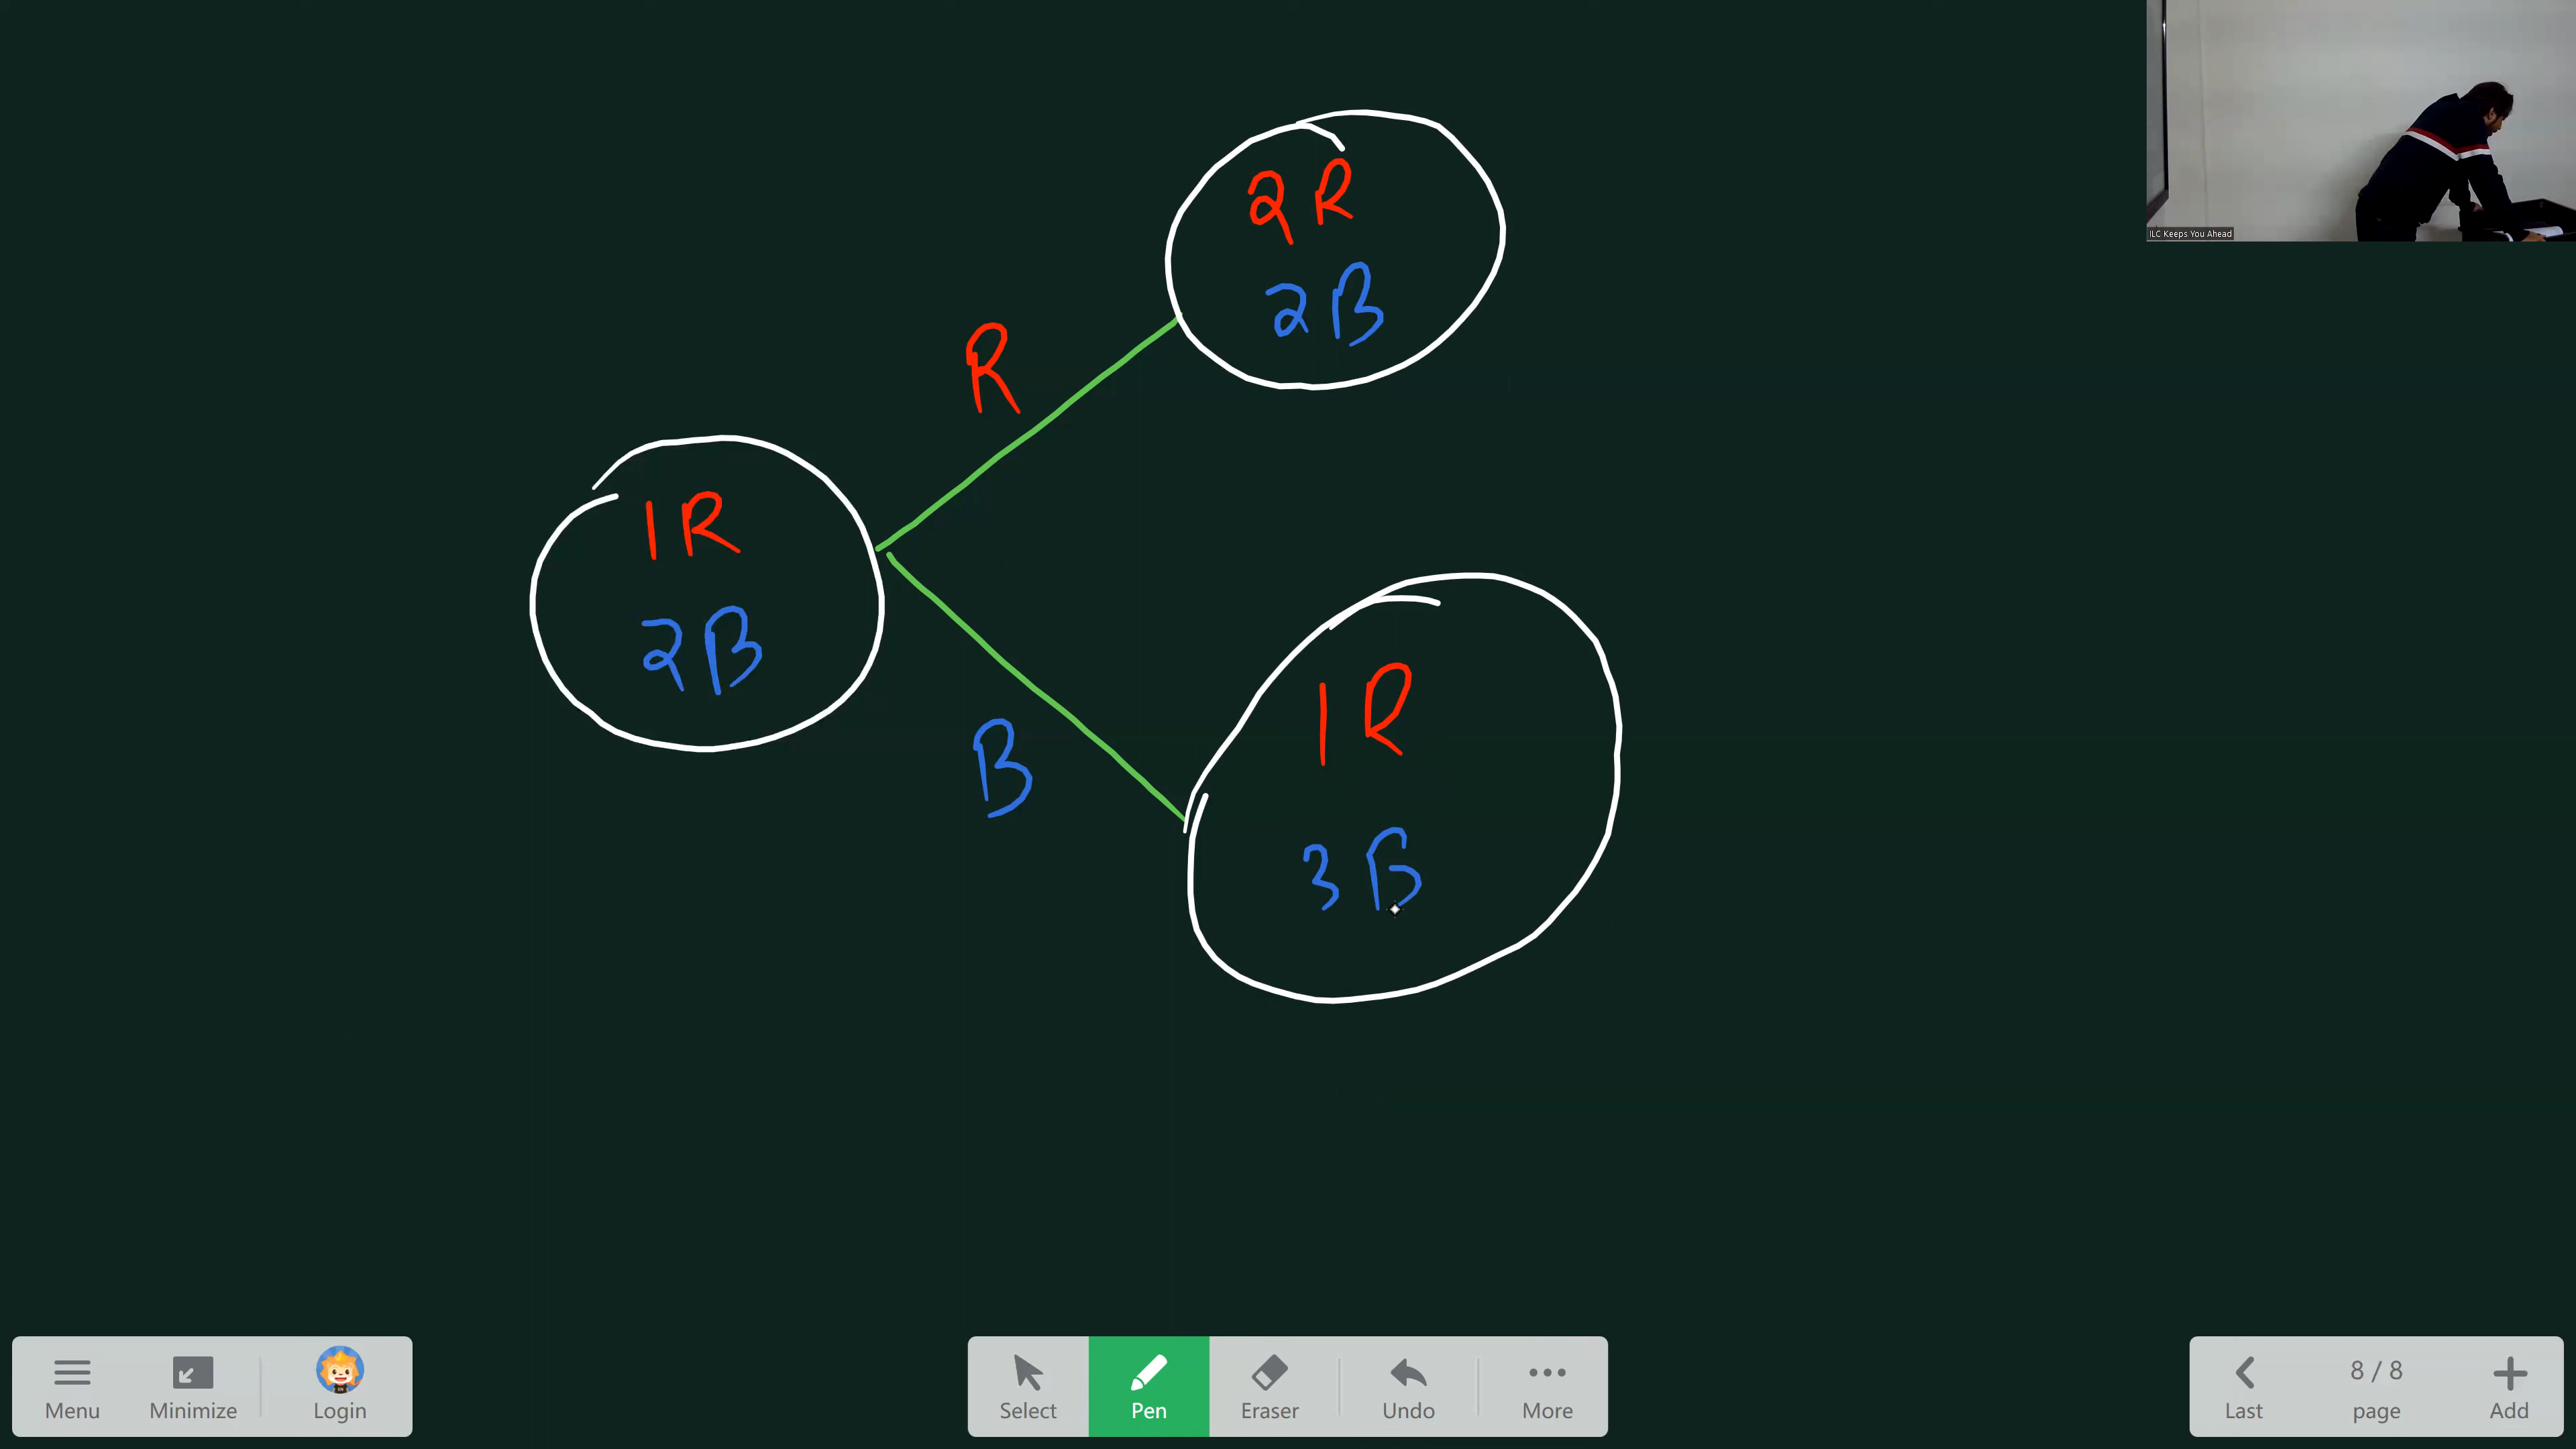 ILC Keeps You Ahead
2R
2B
R
1R
2B
B
1R
3B
Menu
Minimize
Login
Select
Pen
Eraser
Undo
More
Last
8 / 8
page
Add